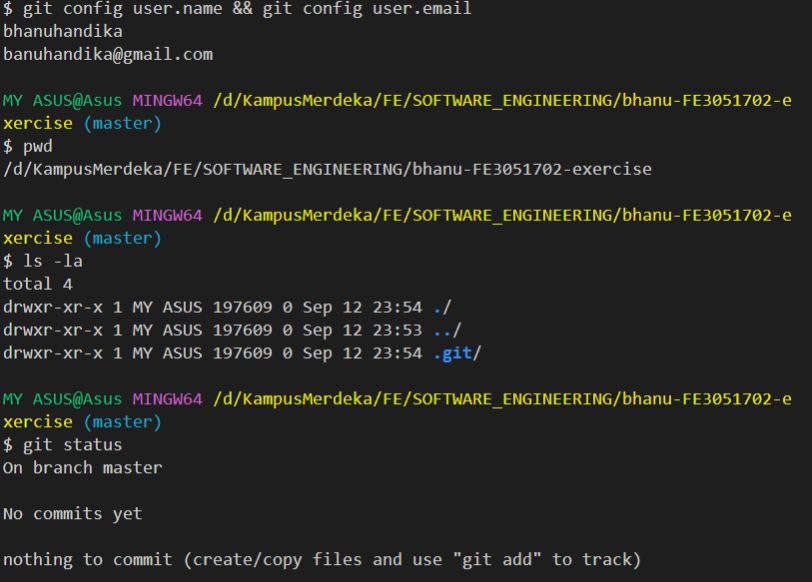 $ git config user.name && git config user.email
bhanuhandika
banuhandika@gmail.com
MY ASUS@Asus MINGW64 /d/KampusMerdeka/FE/SOFTWARE_ENGINEERING/bhanu-FE3051702-e
xercise (master)
$ pwd
/d/KampusMerdeka/FE/SOFTWARE_ENGINEERING/bhanu-FE3051702-exercise
MY ASUS@Asus MINGW64 /d/KampusMerdeka/FE/SOFTWARE_ENGINEERING/bhanu-FE3051702-e
xercise (master)
$ ls -la
total 4
drwxr-xr-x 1 MY ASUS 197609 0 Sep 12 23:54 ./
drwxr-xr-x 1 MY ASUS 197609 0 Sep 12 23:53 ../
drwxr-xr-x 1 MY ASUS 197609 0 Sep 12 23:54 .git/
MY ASUS@Asus MINGW64 /d/KampusMerdeka/FE/SOFTWARE_ENGINEERING/bhanu-FE3051702-e
xercise (master)
$ git status
On branch master
No commits yet
nothing to commit (create/copy files and use "git add" to track)